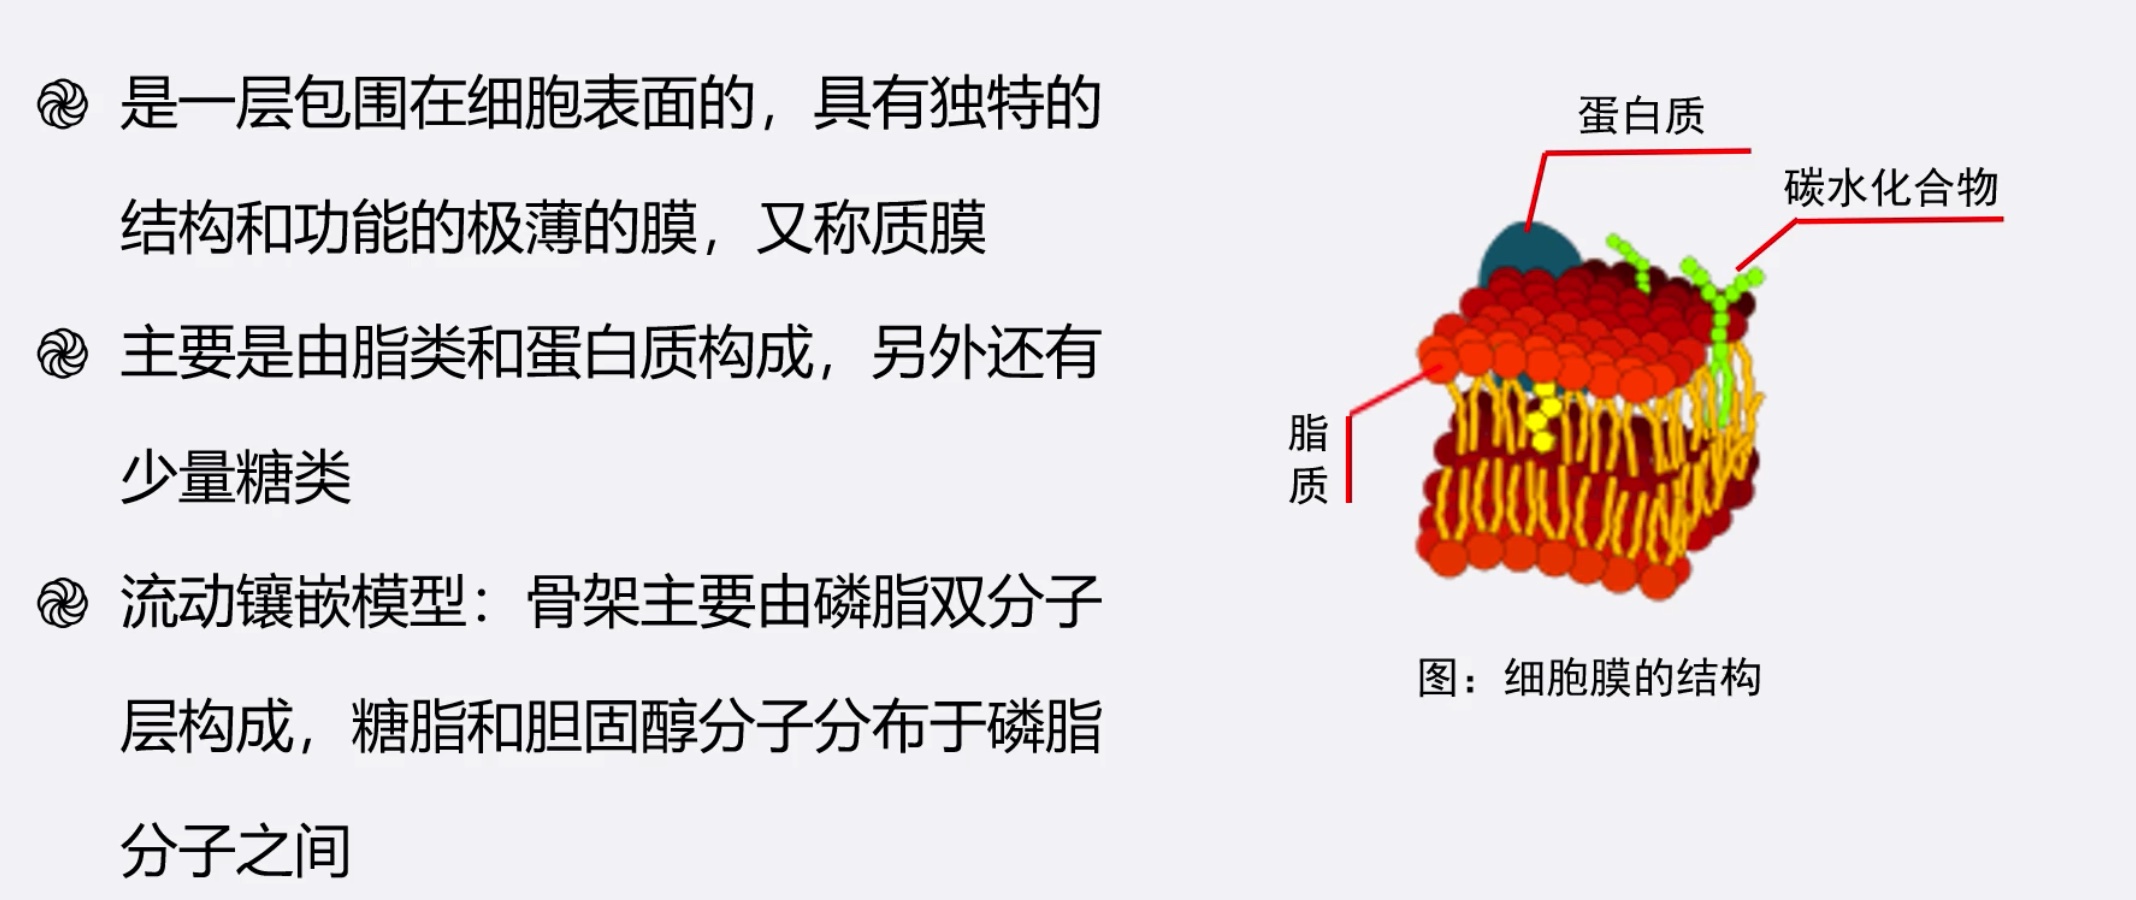 是一层包围在细胞表面的，具有独特的
结构和功能的极薄的膜，又称质膜
主要是由脂类和蛋白质构成，另外还有
少量糖类
流动镶嵌模型：骨架主要由磷脂双分子
层构成，糖脂和胆固醇分子分布于磷脂
分子之间
蛋白质
碳水化合物
脂
质
图：细胞膜的结构